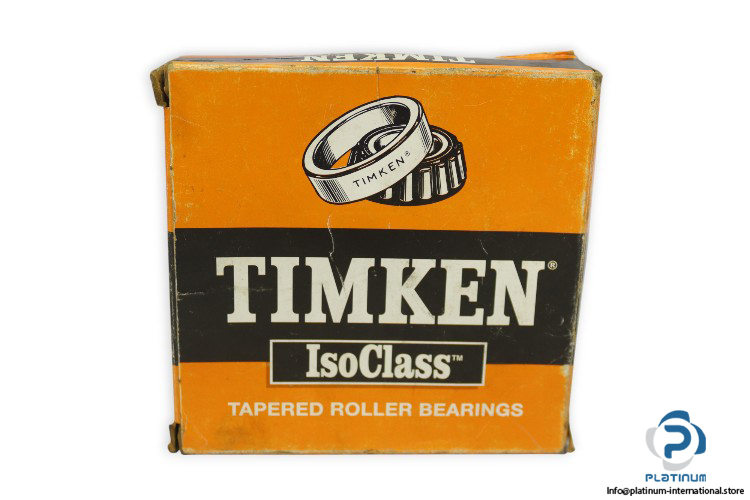 TIMKEN
TIMKEN®
TIMKEN®
IsoClass™
TAPERED ROLLER BEARINGS
PLATINUM
Info@platinum-international.store